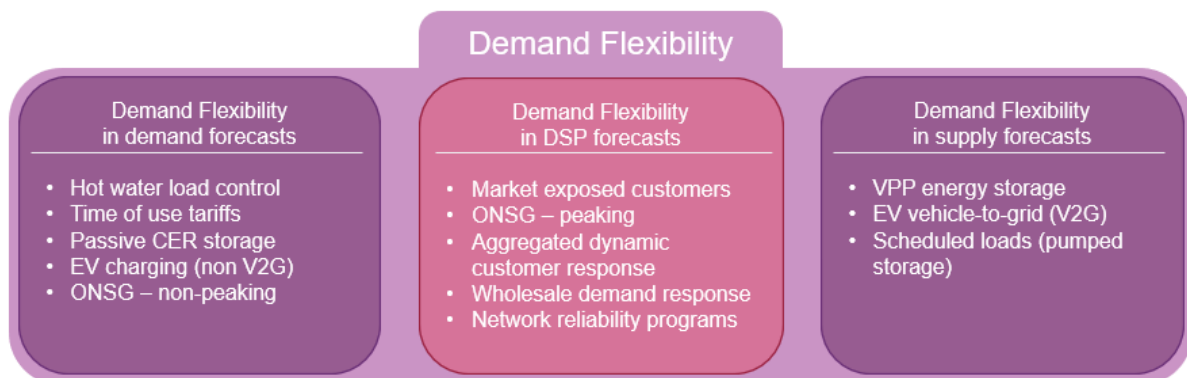 Demand Flexibility
Demand Flexibility
in demand forecasts
• Hot water load control
• Time of use tariffs
• Passive CER storage
• EV charging (non V2G)
• ONSG – non-peaking
Demand Flexibility
in DSP forecasts
• Market exposed customers
• ONSG – peaking
• Aggregated dynamic
customer response
• Wholesale demand response
• Network reliability programs
Demand Flexibility
in supply forecasts
• VPP energy storage
• EV vehicle-to-grid (V2G)
• Scheduled loads (pumped
storage)